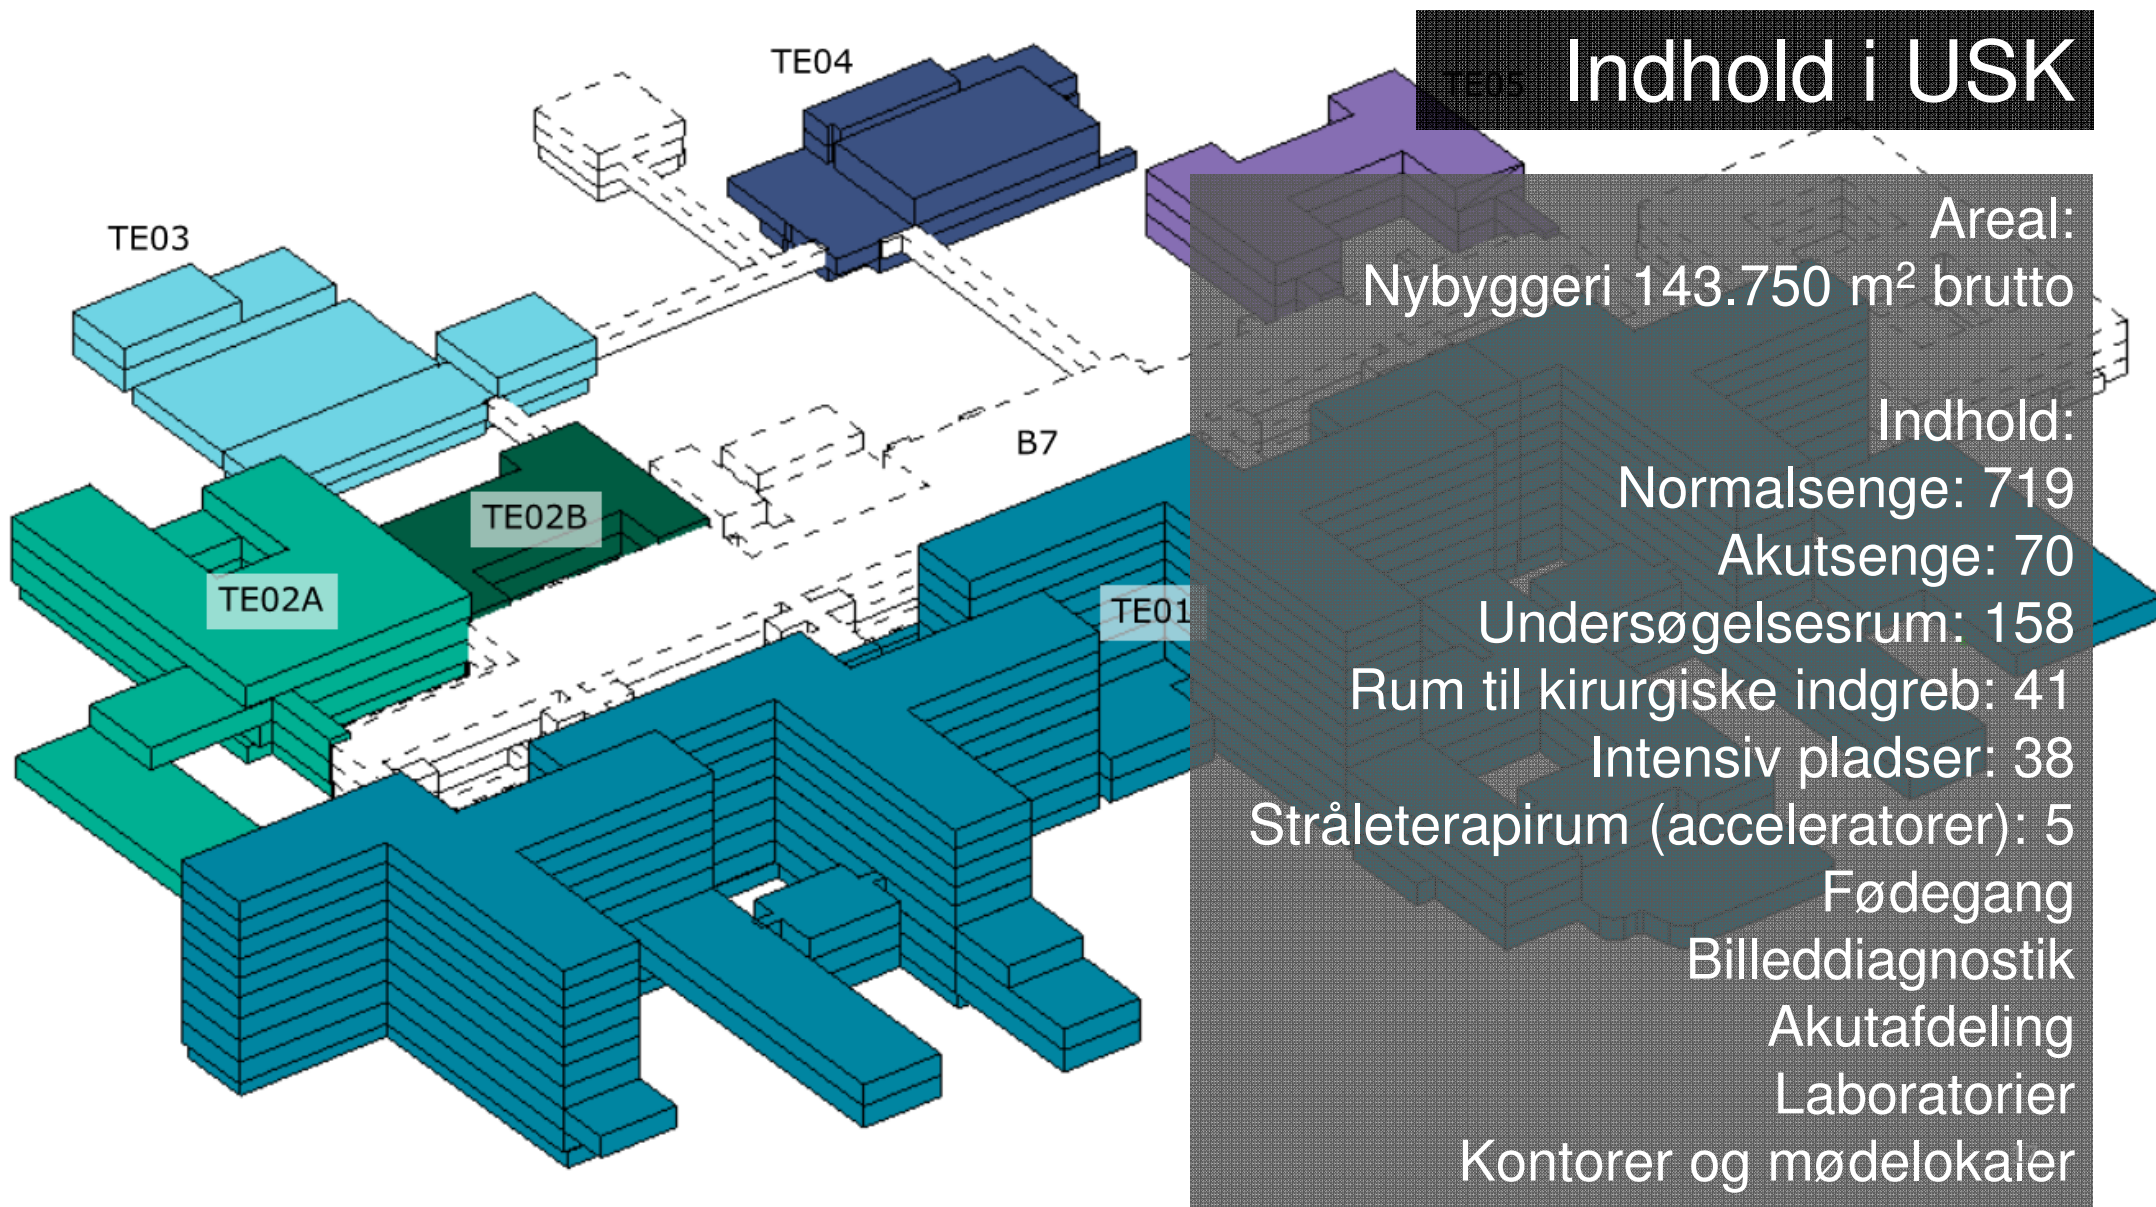 Indhold i USK
TE04
TE05
Areal:
TE03
Nybyggeri 143.750 m² brutto
Indhold:
B7
Normalsenge: 719
TE02B
Akutsenge: 70
TE02A
TE01
Undersøgelsesrum: 158
Rum til kirurgiske indgreb: 41
Intensiv pladser: 38
Stråleterapirum (acceleratorer): 5
Fødegang
Billeddiagnostik
Akutafdeling
Laboratorier
Kontorer og mødelokaler